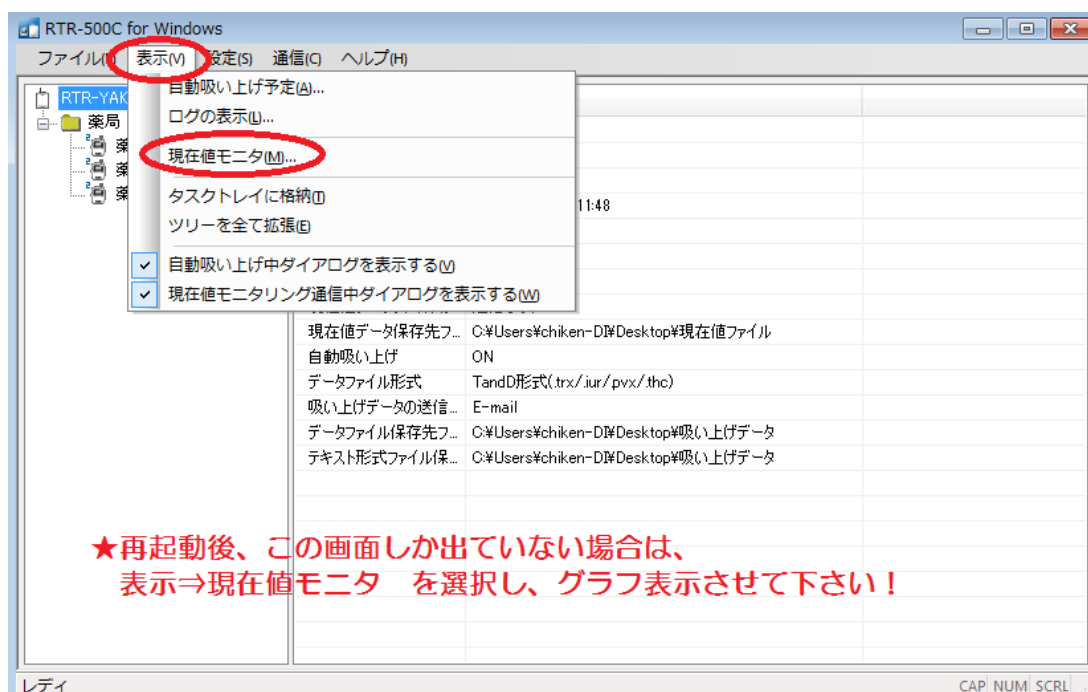 RTR-500C for Windows
表示(V) 設定(S) 通信(C) ヘルプ(H)
RTR-YAK
薬局
自動吸い上げ予定(A)...
ログの表示(L)...
現在値モニタ(M)...
タスクトレイに格納(T)
ツリーを全て拡張(E)
自動吸い上げ中ダイアログを表示する(V)
現在値モニタリング通信中ダイアログを表示する(W)
11:48
現在値データ保存先フ... C:¥Users¥chiken-DI¥Desktop¥現在値ファイル
自動吸い上げ ON
データファイル形式 TandD形式(.trx/.iur/.pvx/.thc)
吸い上げデータの送信... E-mail
データファイル保存先フ... C:¥Users¥chiken-DI¥Desktop¥吸い上げデータ
テキスト形式ファイル保... C:¥Users¥chiken-DI¥Desktop¥吸い上げデータ
★再起動後、この画面しか出ていない場合は、
表示⇒現在値モニタ を選択し、グラフ表示させて下さい！
レディ
CAP NUM SCRL